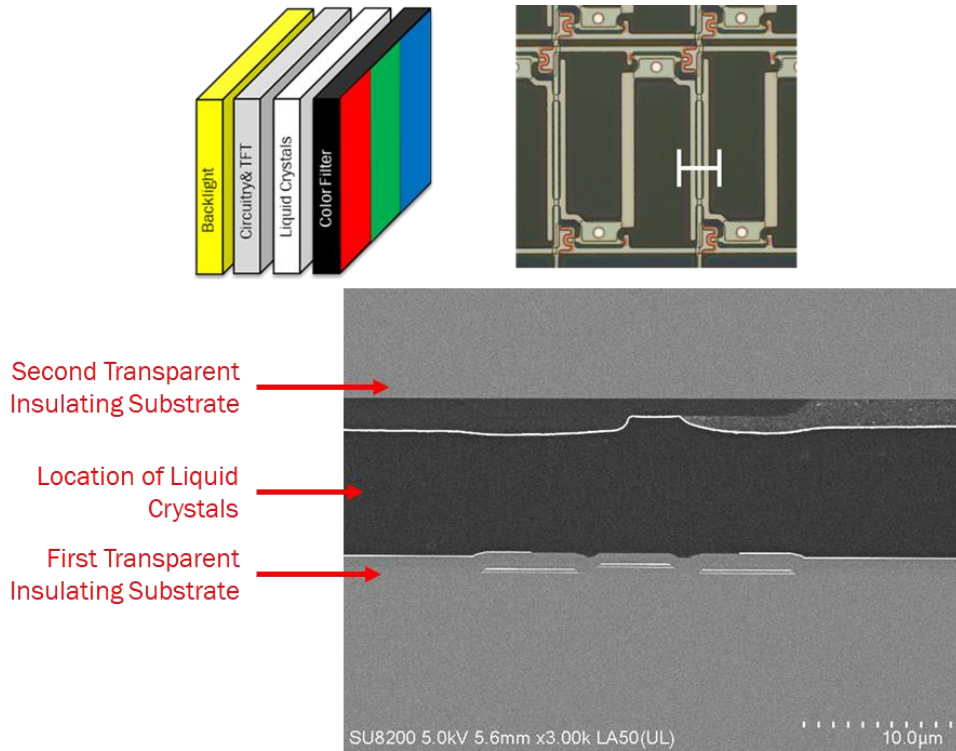 Backlight
Circuitry& TFT
Liquid Crystals
Color Filter
Second Transparent
Insulating Substrate
Location of Liquid
Crystals
First Transparent
Insulating Substrate
SU8200 5.0kV 5.6mm x3.00k LA50(UL)
10.0µm